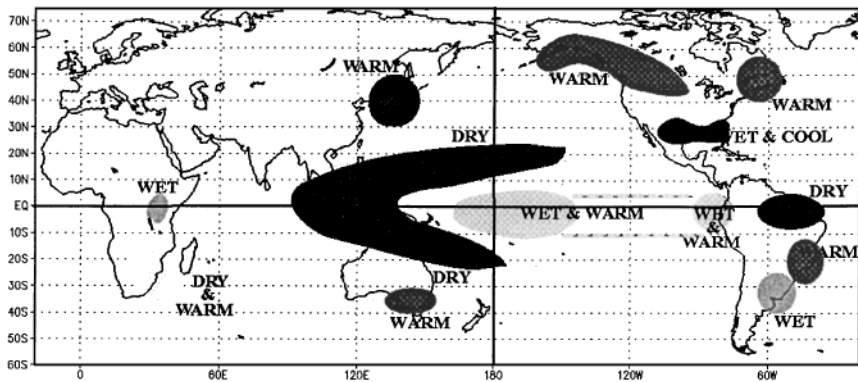 70N
60N
50N
40N
30N
20N
10N
EQ
10S
20S
30S
40S
50S
60S
WARM
WARM
WARM
WET & COOL
DRY
WET
WET & WARM
WET
&
WARM
DRY
DRY
&
WARM
DRY
WARM
WARM
WET
0
60E
120E
180
120W
60W